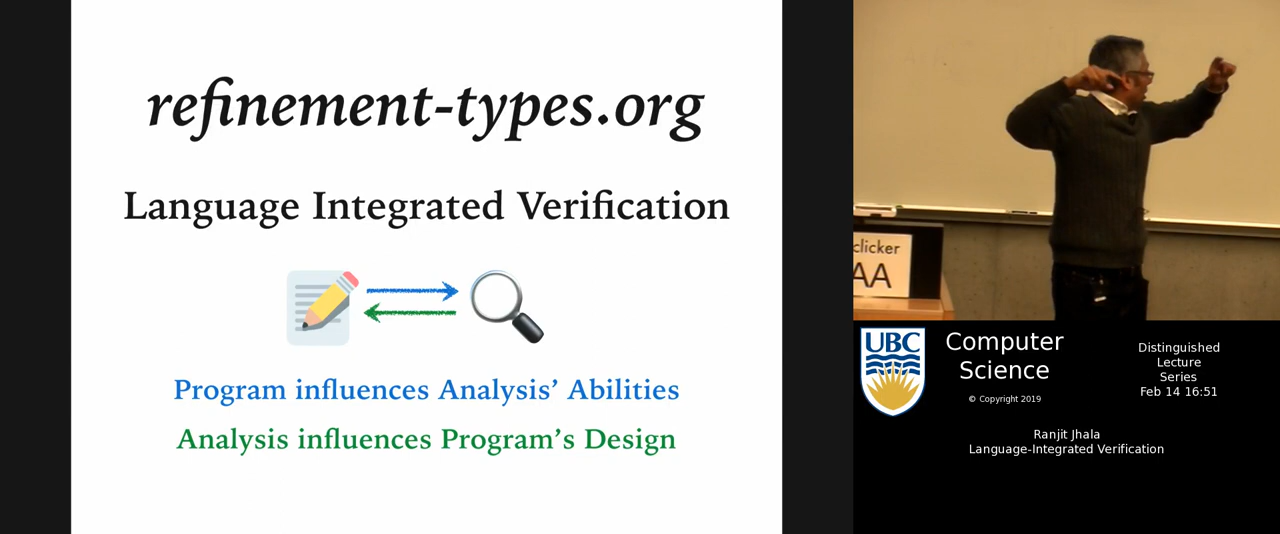 refinement-types.org
Language Integrated Verification
Program influences Analysis’ Abilities
Analysis influences Program’s Design
clicker
AA
UBC
Computer
Science
© Copyright 2019
Distinguished
Lecture
Series
Feb 14 16:51
Ranjit Jhala
Language-Integrated Verification